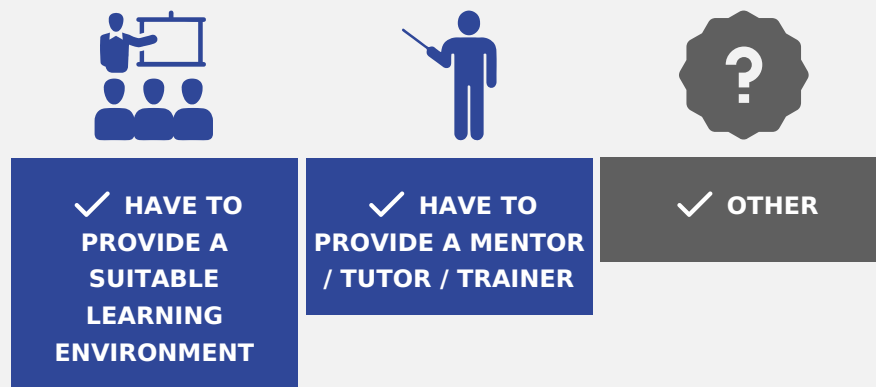 ?
✓ HAVE TO
PROVIDE A
SUITABLE
LEARNING
ENVIRONMENT
✓ HAVE TO
PROVIDE A MENTOR
/ TUTOR / TRAINER
✓ OTHER